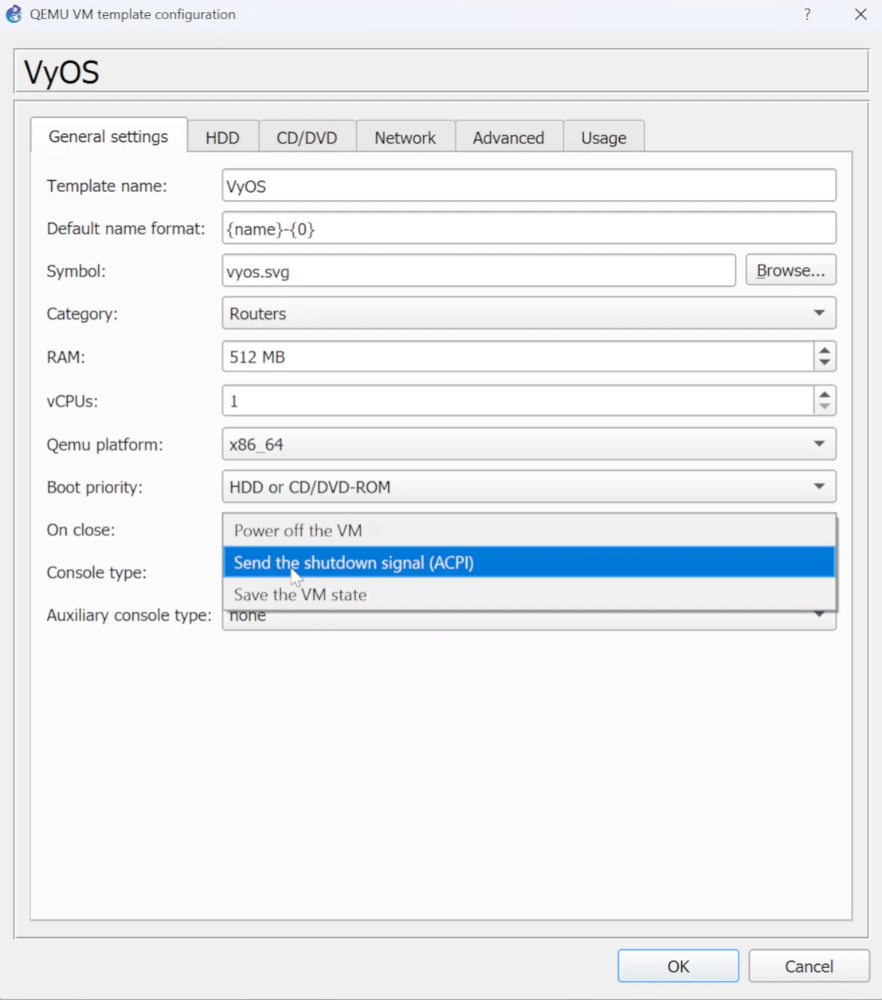 QEMU VM template configuration ?
VyOS
General settings HDD CD/DVD Network Advanced Usage
Template name: VyOS
Default name format: {name}-{0}
Symbol: vyos.svg Browse...
Category: Routers
RAM: 512 MB
vCPUs: 1
Qemu platform: x86_64
Boot priority: HDD or CD/DVD-ROM
On close: Power off the VM
Send the shutdown signal (ACPI)
Console type:
Save the VM state
Auxiliary console type: none
OK Cancel